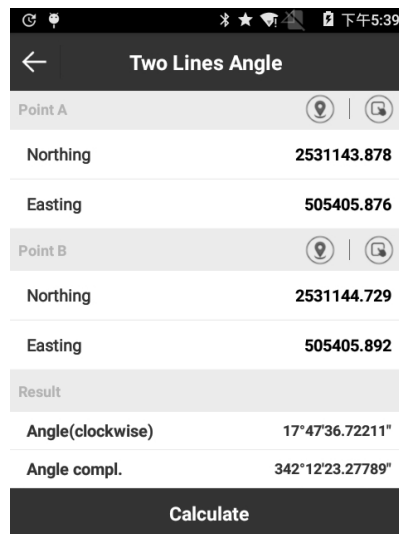 下午5:39
Two Lines Angle
Point A
Northing 2531143.878
Easting 505405.876
Point B
Northing 2531144.729
Easting 505405.892
Result
Angle(clockwise) 17°47'36.72211"
Angle compl. 342°12'23.27789"
Calculate